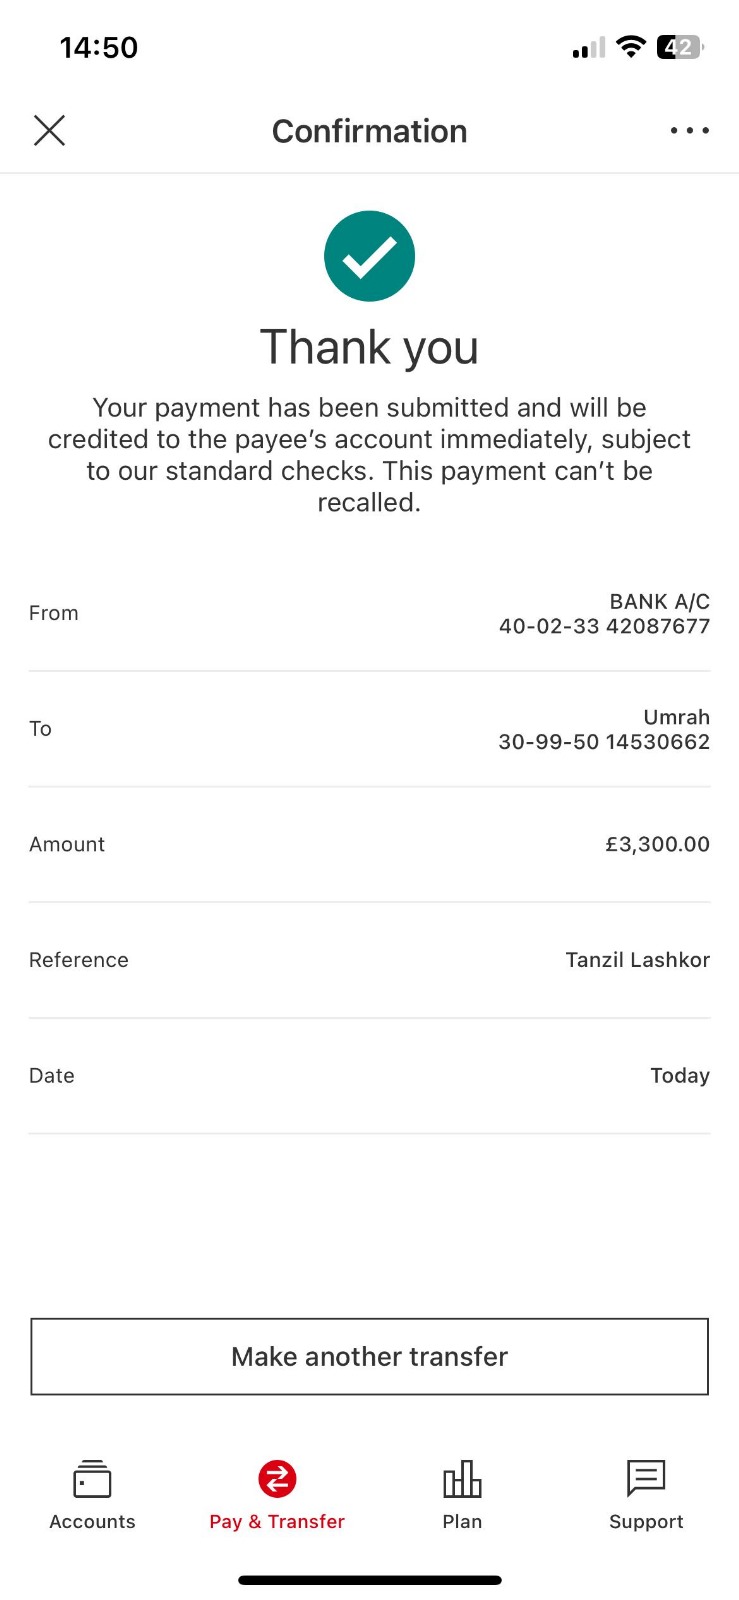 14:50
42
Confirmation
Thank you
Your payment has been submitted and will be
credited to the payee's account immediately, subject
to our standard checks. This payment can't be
recalled.
From
BANK A/C
40-02-33 42087677
To
Umrah
30-99-50 14530662
Amount
£3,300.00
Reference
Tanzil Lashkor
Date
Today
Make another transfer
Accounts
Pay & Transfer
Plan
Support